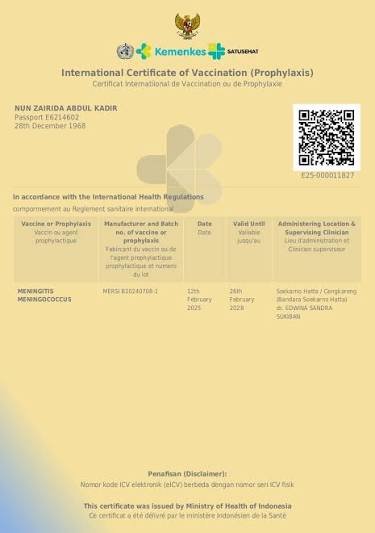 Kemenkes
SATUSEHAT
International Certificate of Vaccination (Prophylaxis)
Certificat International de Vaccination ou de Prophylaxie
NUN ZAIRIDA ABDUL KADIR
Passport E6214602
28th December 1968
E25-000011827
In accordance with the International Health Regulations
comformement au Reglement sanitaire international
Vaccine or Prophylaxis
Vaccin ou agent
prophylactique
Manufacturer and Batch
no. of vaccine or
prophylaxis
Fabricant du vaccin ou de
l'agent prophylactique
prophylactique et numero
du lot
Date
Date
Valid Until
Valable
jusqu'au
Administering Location &
Supervising Clinician
Lieu d'administration et
Clinicien superviseur
MENINGITIS
MENINGOCOCCUS
MERSI B20240708-1
12th
February
2025
26th
February
2028
Soekarno Hatta / Cengkareng
(Bandara Soekarno Hatta)
dr. EDWINA SANDRA
Penafisan (Disclaimer):
Nomor kode ICV elektronik (eICV) berbeda dengan nomor seri ICV fisik
This certificate was issued by Ministry of Health of Indonesia
Ce certificat a été délivré par le ministère Indonésien de la Santé